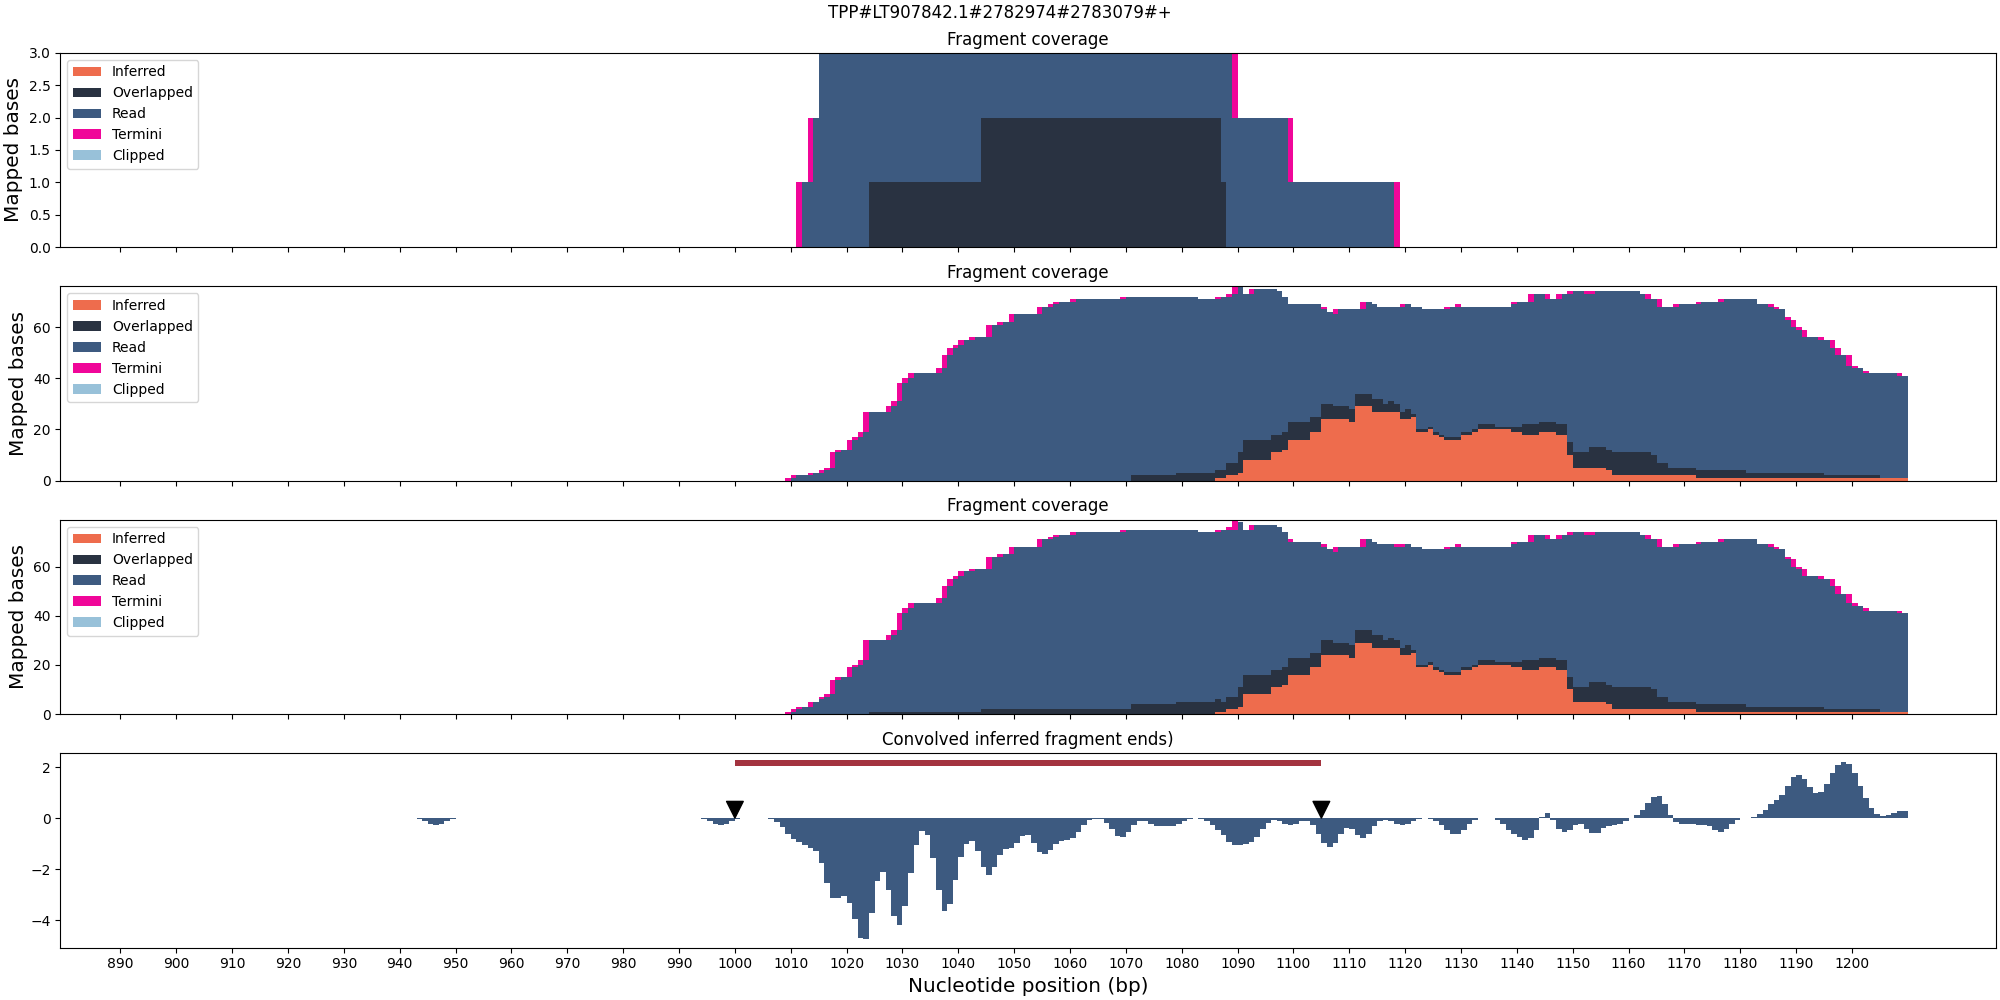 TPP#LT907842.1#2782974#2783079#+
Fragment coverage
Mapped bases
3.0
2.5
2.0
1.5
1.0
0.5
0.0
Inferred
Overlapped
Read
Termini
Clipped
Fragment coverage
Mapped bases
60
40
20
0
Inferred
Overlapped
Read
Termini
Clipped
Fragment coverage
Mapped bases
60
40
20
0
Inferred
Overlapped
Read
Termini
Clipped
Convolved inferred fragment ends)
2
0
−2
−4
890 900 910 920 930 940 950 960 970 980 990 1000 1010 1020 1030 1040 1050 1060 1070 1080 1090 1100 1110 1120 1130 1140 1150 1160 1170 1180 1190 1200
Nucleotide position (bp)